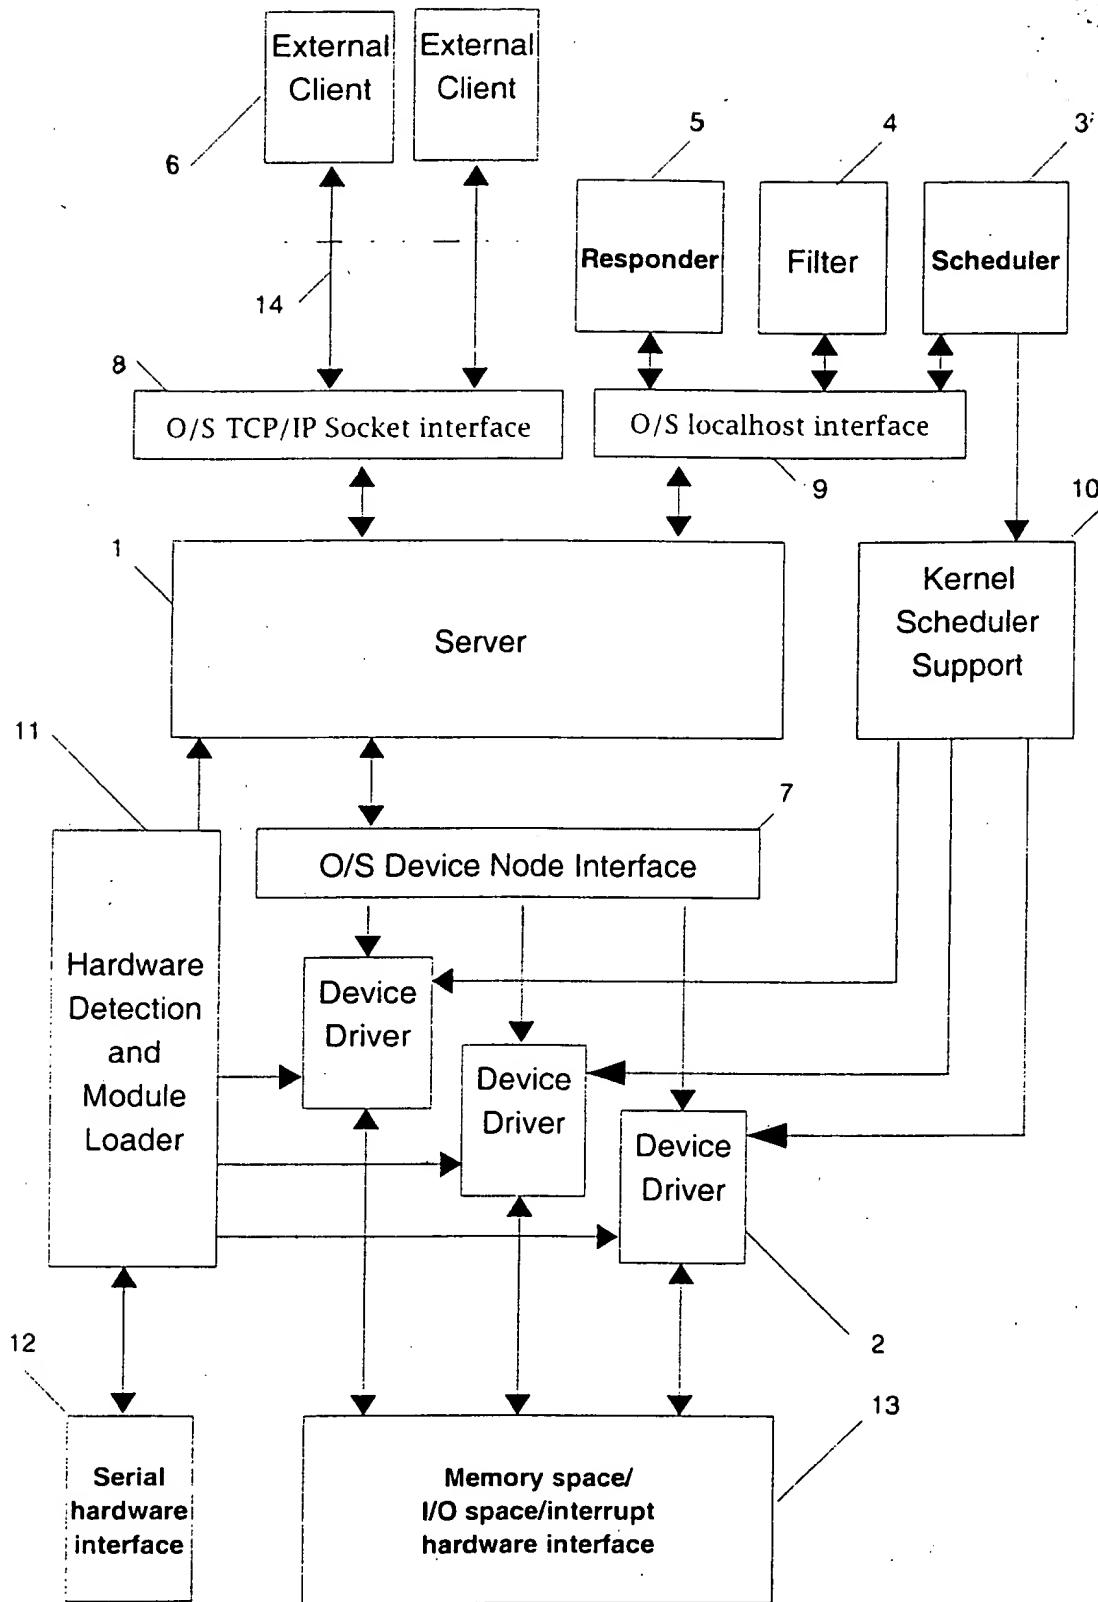 External
Client
External
Client
6
5
4
3
Responder
Filter
Scheduler
14
8
O/S TCP/IP Socket interface
O/S localhost interface
9
10
1
Server
Kernel
Scheduler
Support
11
7
O/S Device Node Interface
Hardware
Detection
and
Module
Loader
Device
Driver
Device
Driver
Device
Driver
2
12
13
Serial
hardware
interface
Memory space/
I/O space/interrupt
hardware interface